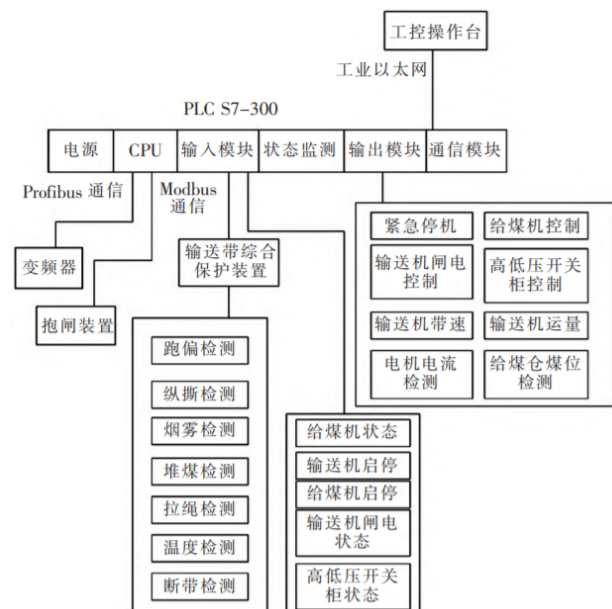 工控操作台
工业以太网
PLC S7-300
电源
CPU
输入模块
状态监测
输出模块
通信模块
Profibus 通信
Modbus
通信
变频器
抱闸装置
输送带综合
保护装置
跑偏检测
纵撕检测
烟雾检测
堆煤检测
拉绳检测
温度检测
断带检测
给煤机状态
输送机启停
给煤机启停
输送机闸电
状态
高低压开关
柜状态
紧急停机
给煤机控制
输送机闸电
控制
高低压开关
柜控制
输送机带速
输送机运量
电机电流
检测
给煤仓煤位
检测